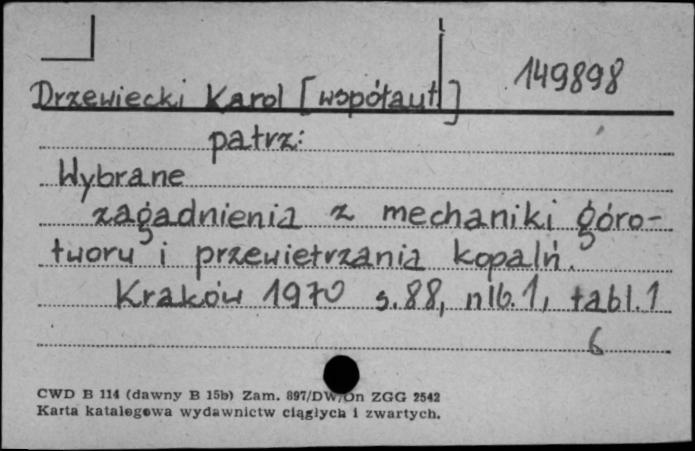 149898
Drzewiecki Karol [współaut.]
patrz:
Wybrane
zagadnienia z mechaniki góro-
tworu i przewietrzania kopalń.
Kraków 1970 s.88, nlb.1, tabl.1
6
CWD B 114 (dawny B 15b) Zam. 897/DW/On ZGG 2542
Karta katalogowa wydawnictw ciągłych i zwartych.